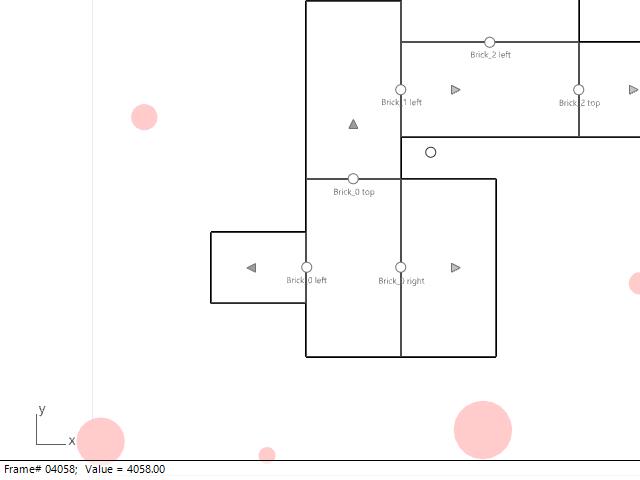 Brick_2 left
Brick_1 left
Brick_2 top
Brick_0 top
Brick_0 left
Brick_0 right
y
x
Frame# 04058; Value = 4058.00